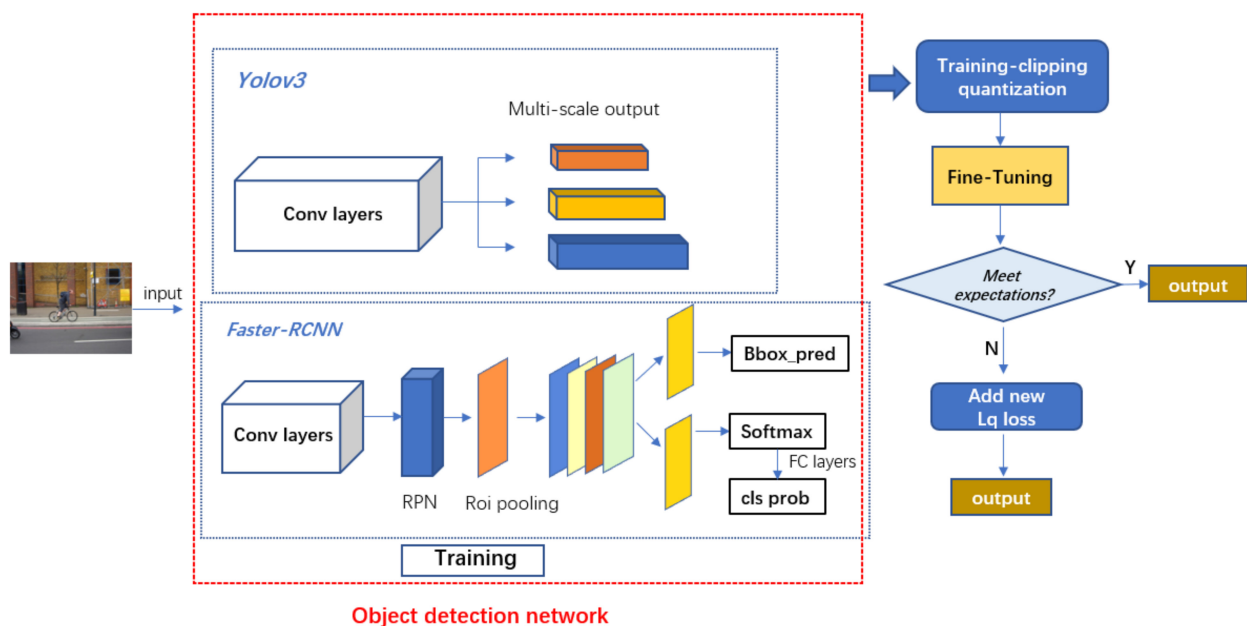 Yolov3
Multi-scale output
Conv layers
input
Faster-RCNN
Conv layers
RPN
Roi pooling
Bbox_pred
Softmax
FC layers
cls prob
Training
Object detection network
Training-clipping
quantization
Fine-Tuning
Meet
expectations?
Y
output
N
Add new
Lq loss
output